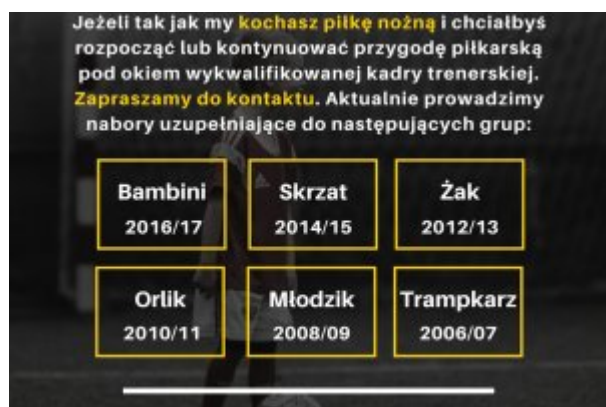 Jeżeli tak jak my kochasz piłkę nożną i chciałbyś
rozpocząć lub kontynuować przygodę piłkarską
pod okiem wykwalifikowanej kadry trenerskiej.
Zapraszamy do kontaktu. Aktualnie prowadzimy
nabory uzupełniające do następujących grup:
Bambini
2016/17
Skrzat
2014/15
Żak
2012/13
Orlik
2010/11
Młodzik
2008/09
Trampkarz
2006/07